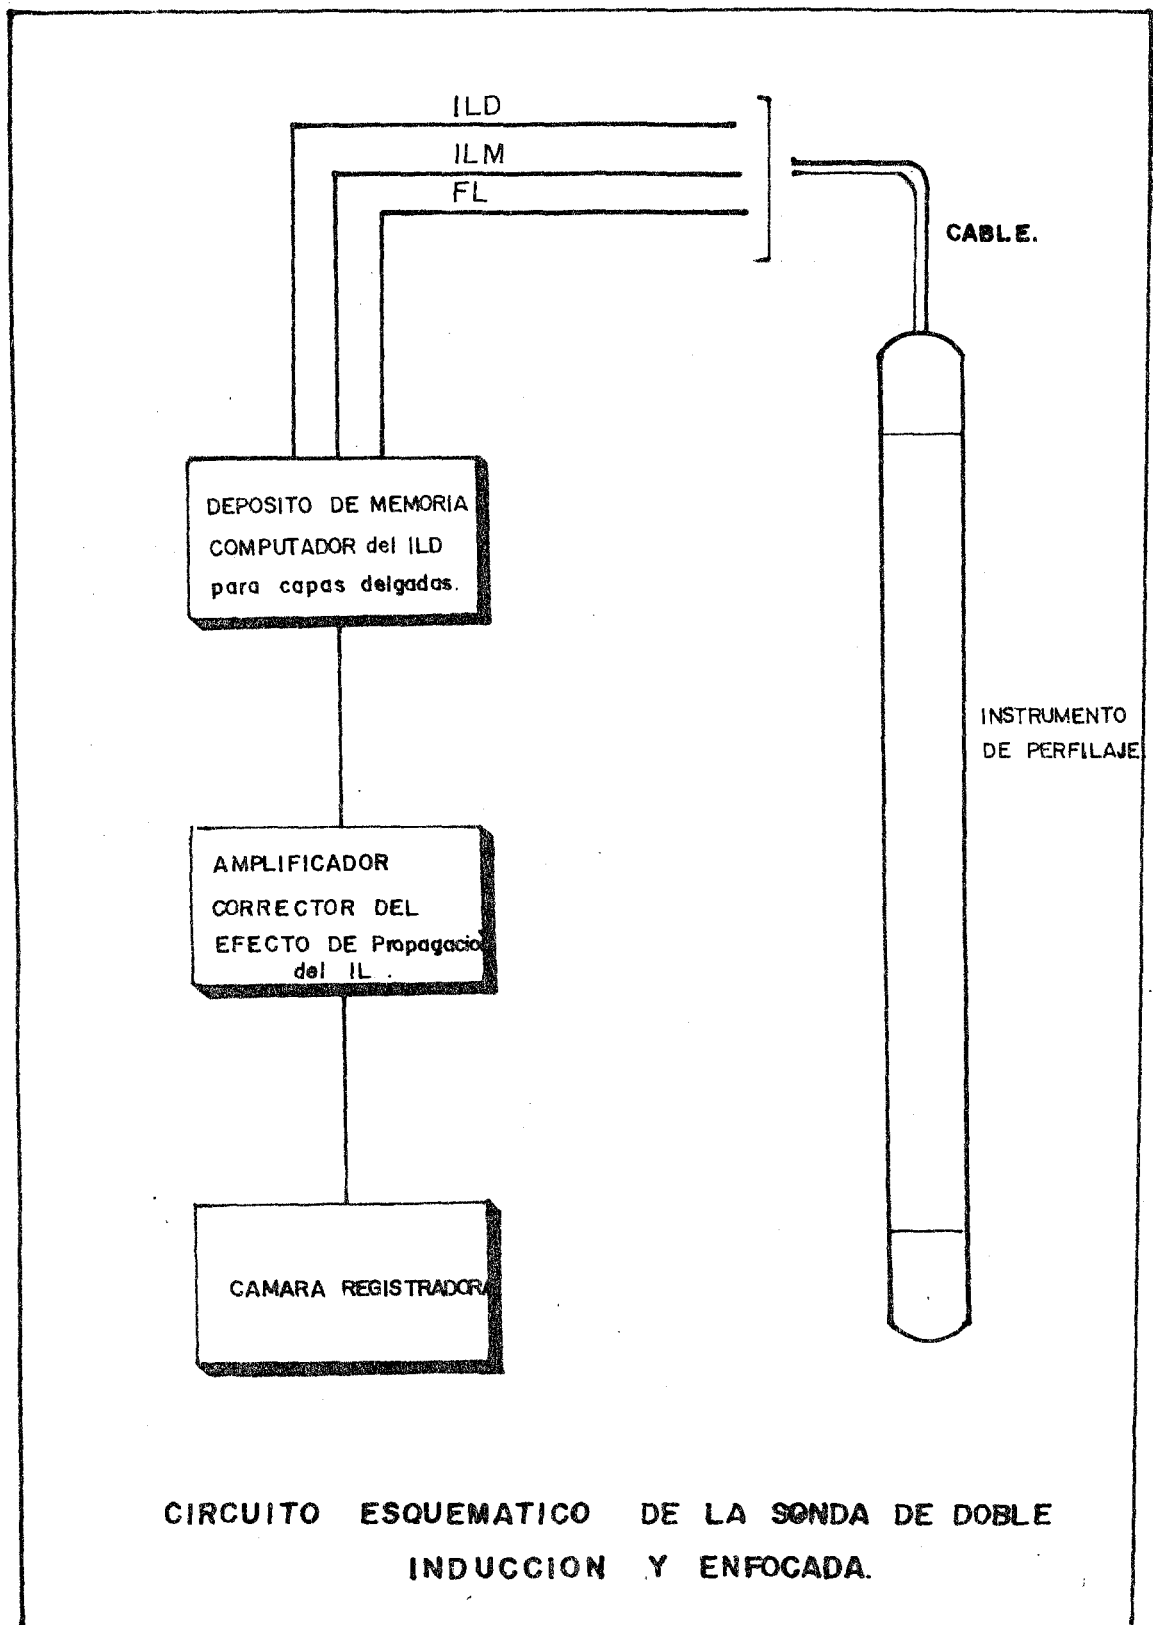 ILD
ILM
FL
CABLE.
DEPOSITO DE MEMORIA
COMPUTADOR del ILD
para capas delgadas.
INSTRUMENTO
DE PERFILAJE
AMPLIFICADOR
CORRECTOR DEL
EFECTO DE Propagacion
del IL .
CAMARA REGISTRADORA
CIRCUITO ESQUEMATICO DE LA SONDA DE DOBLE
INDUCCION Y ENFOCADA.